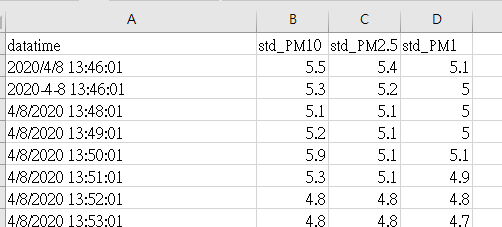 A B C D
datatime std_PM10 std_PM2.5 std_PM1
2020/4/8 13:46:01 5.5 5.4 5.1
2020-4-8 13:46:01 5.3 5.2 5
4/8/2020 13:48:01 5.1 5.1 5
4/8/2020 13:49:01 5.2 5.1 5
4/8/2020 13:50:01 5.9 5.1 5.1
4/8/2020 13:51:01 5.3 5.1 4.9
4/8/2020 13:52:01 4.8 4.8 4.8
4/8/2020 13:53:01 4.8 4.8 4.7